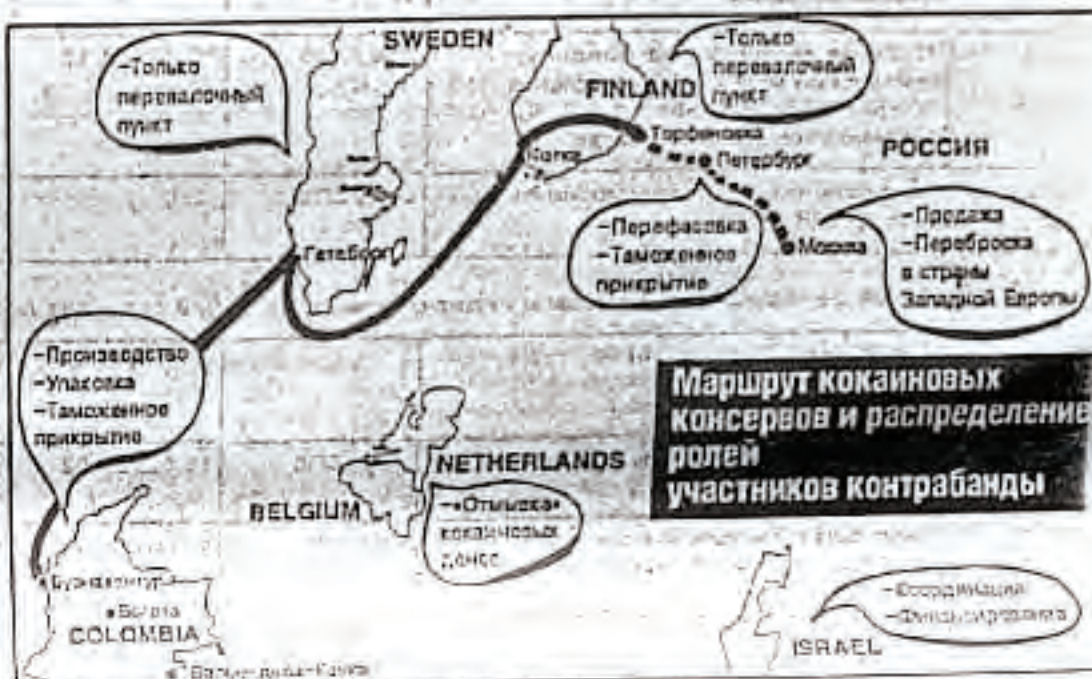 SWEDEN
–Только
перевалочный
пункт
–Только
перевалочный
пункт
FINLAND
Торфяновка
Петербург
РОССИЯ
Котка
–Перефасовка
–Таможенное
прикрытие
Москва
–Продажа
–Переброска
в страны
Западной Европы
Гетеборг
–Производство
–Упаковка
–Таможенное
прикрытие
Маршрут кокаиновых
консервов и распределение
ролей
участников контрабанды
NETHERLANDS
BELGIUM
–«Отмывка»
кокаиновых
денег
Буэнавентура
Богота
COLOMBIA
–Координация
–Финансирование
ISRAEL